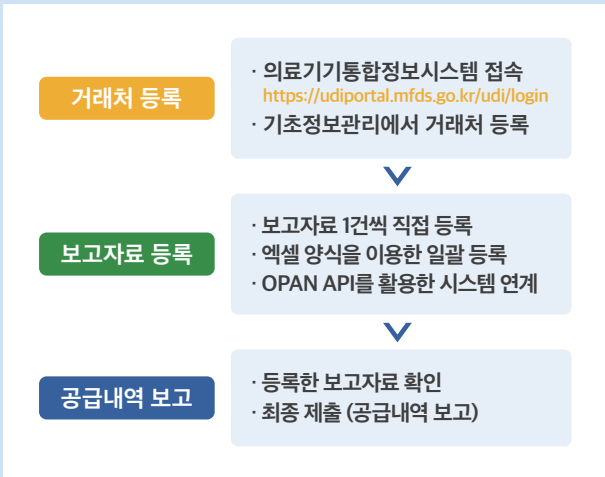 거래처 등록
· 의료기기통합정보시스템 접속
https://udiportal.mfds.go.kr/udi/login
· 기초정보관리에서 거래처 등록
보고자료 등록
· 보고자료 1건씩 직접 등록
· 엑셀 양식을 이용한 일괄 등록
· OPAN API를 활용한 시스템 연계
공급내역 보고
· 등록한 보고자료 확인
· 최종 제출 (공급내역 보고)